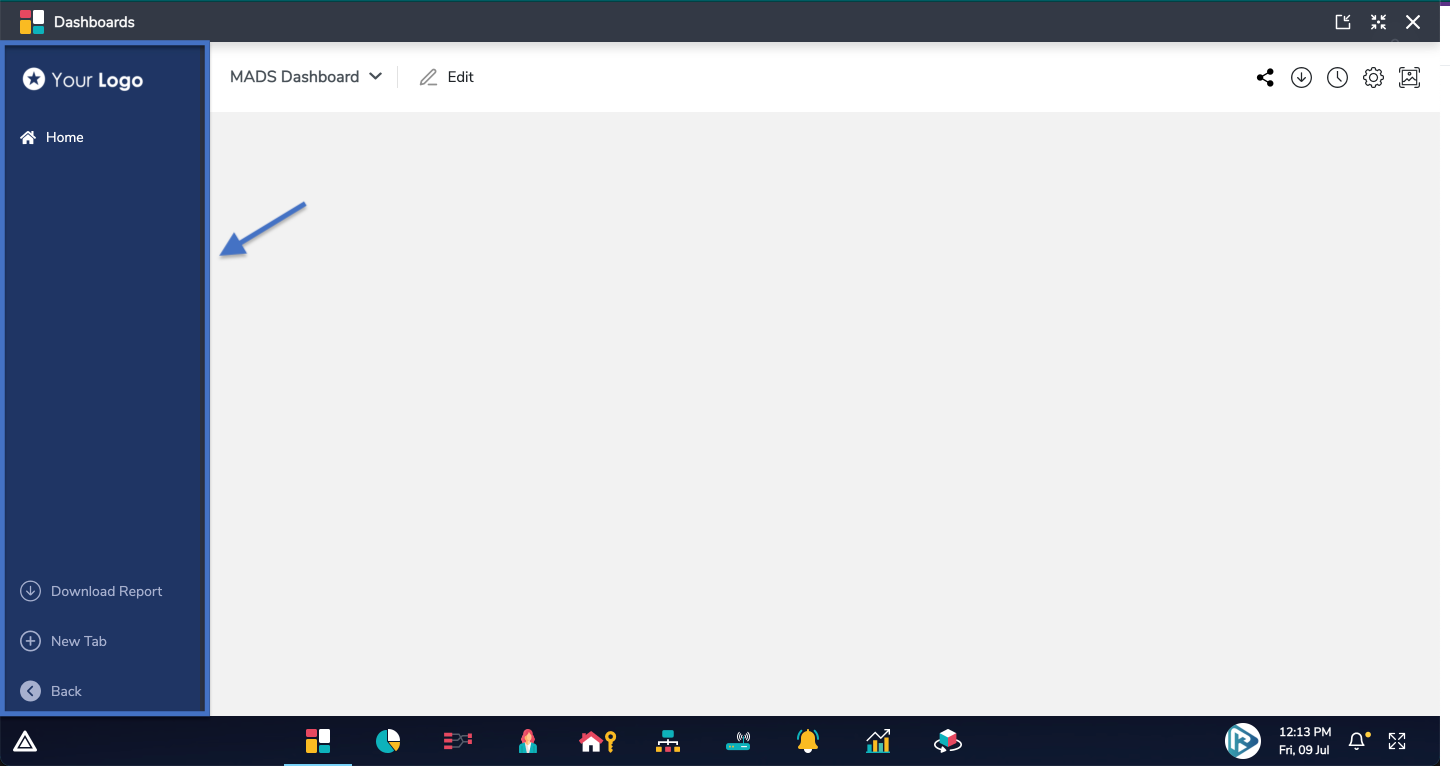 Dashboards
Your Logo
MADS Dashboard
Edit
Home
Download Report
New Tab
Back
12:13 PM
Fri, 09 Jul